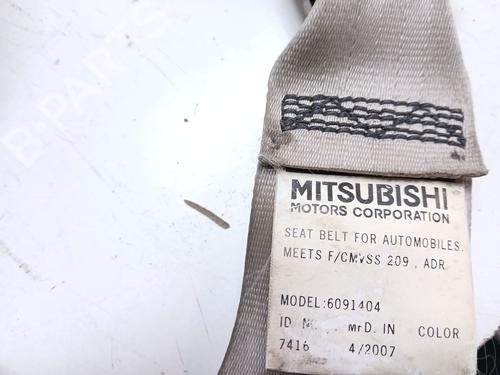 MITSUBISHI
MOTORS CORPORATION
SEAT BELT FOR AUTOMOBILES.
MEETS F/CMVSS 209 , ADR
MODEL:6091404
ID MFD. IN COLOR
7416 4/2007
B-PARTS